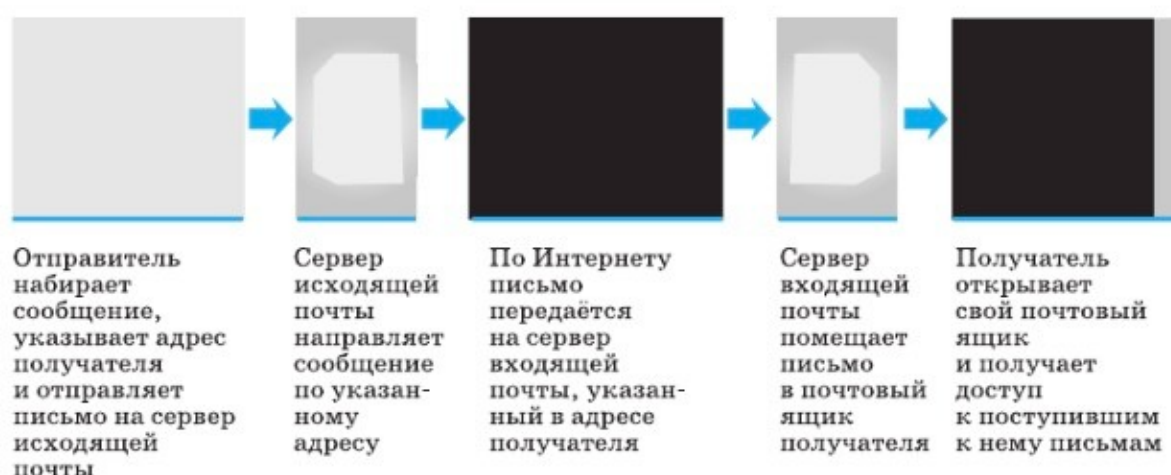 Отправитель
набирает
сообщение,
указывает адрес
получателя
и отправляет
письмо на сервер
исходящей
почты
Сервер
исходящей
почты
направляет
сообщение
по указан-
ному
адресу
По Интернету
письмо
передаётся
на сервер
входящей
почты, указан-
ный в адресе
получателя
Сервер
входящей
почты
помещает
письмо
в почтовый
ящик
получателя
Получатель
открывает
свой почтовый
ящик
и получает
доступ
к поступившим
к нему письмам